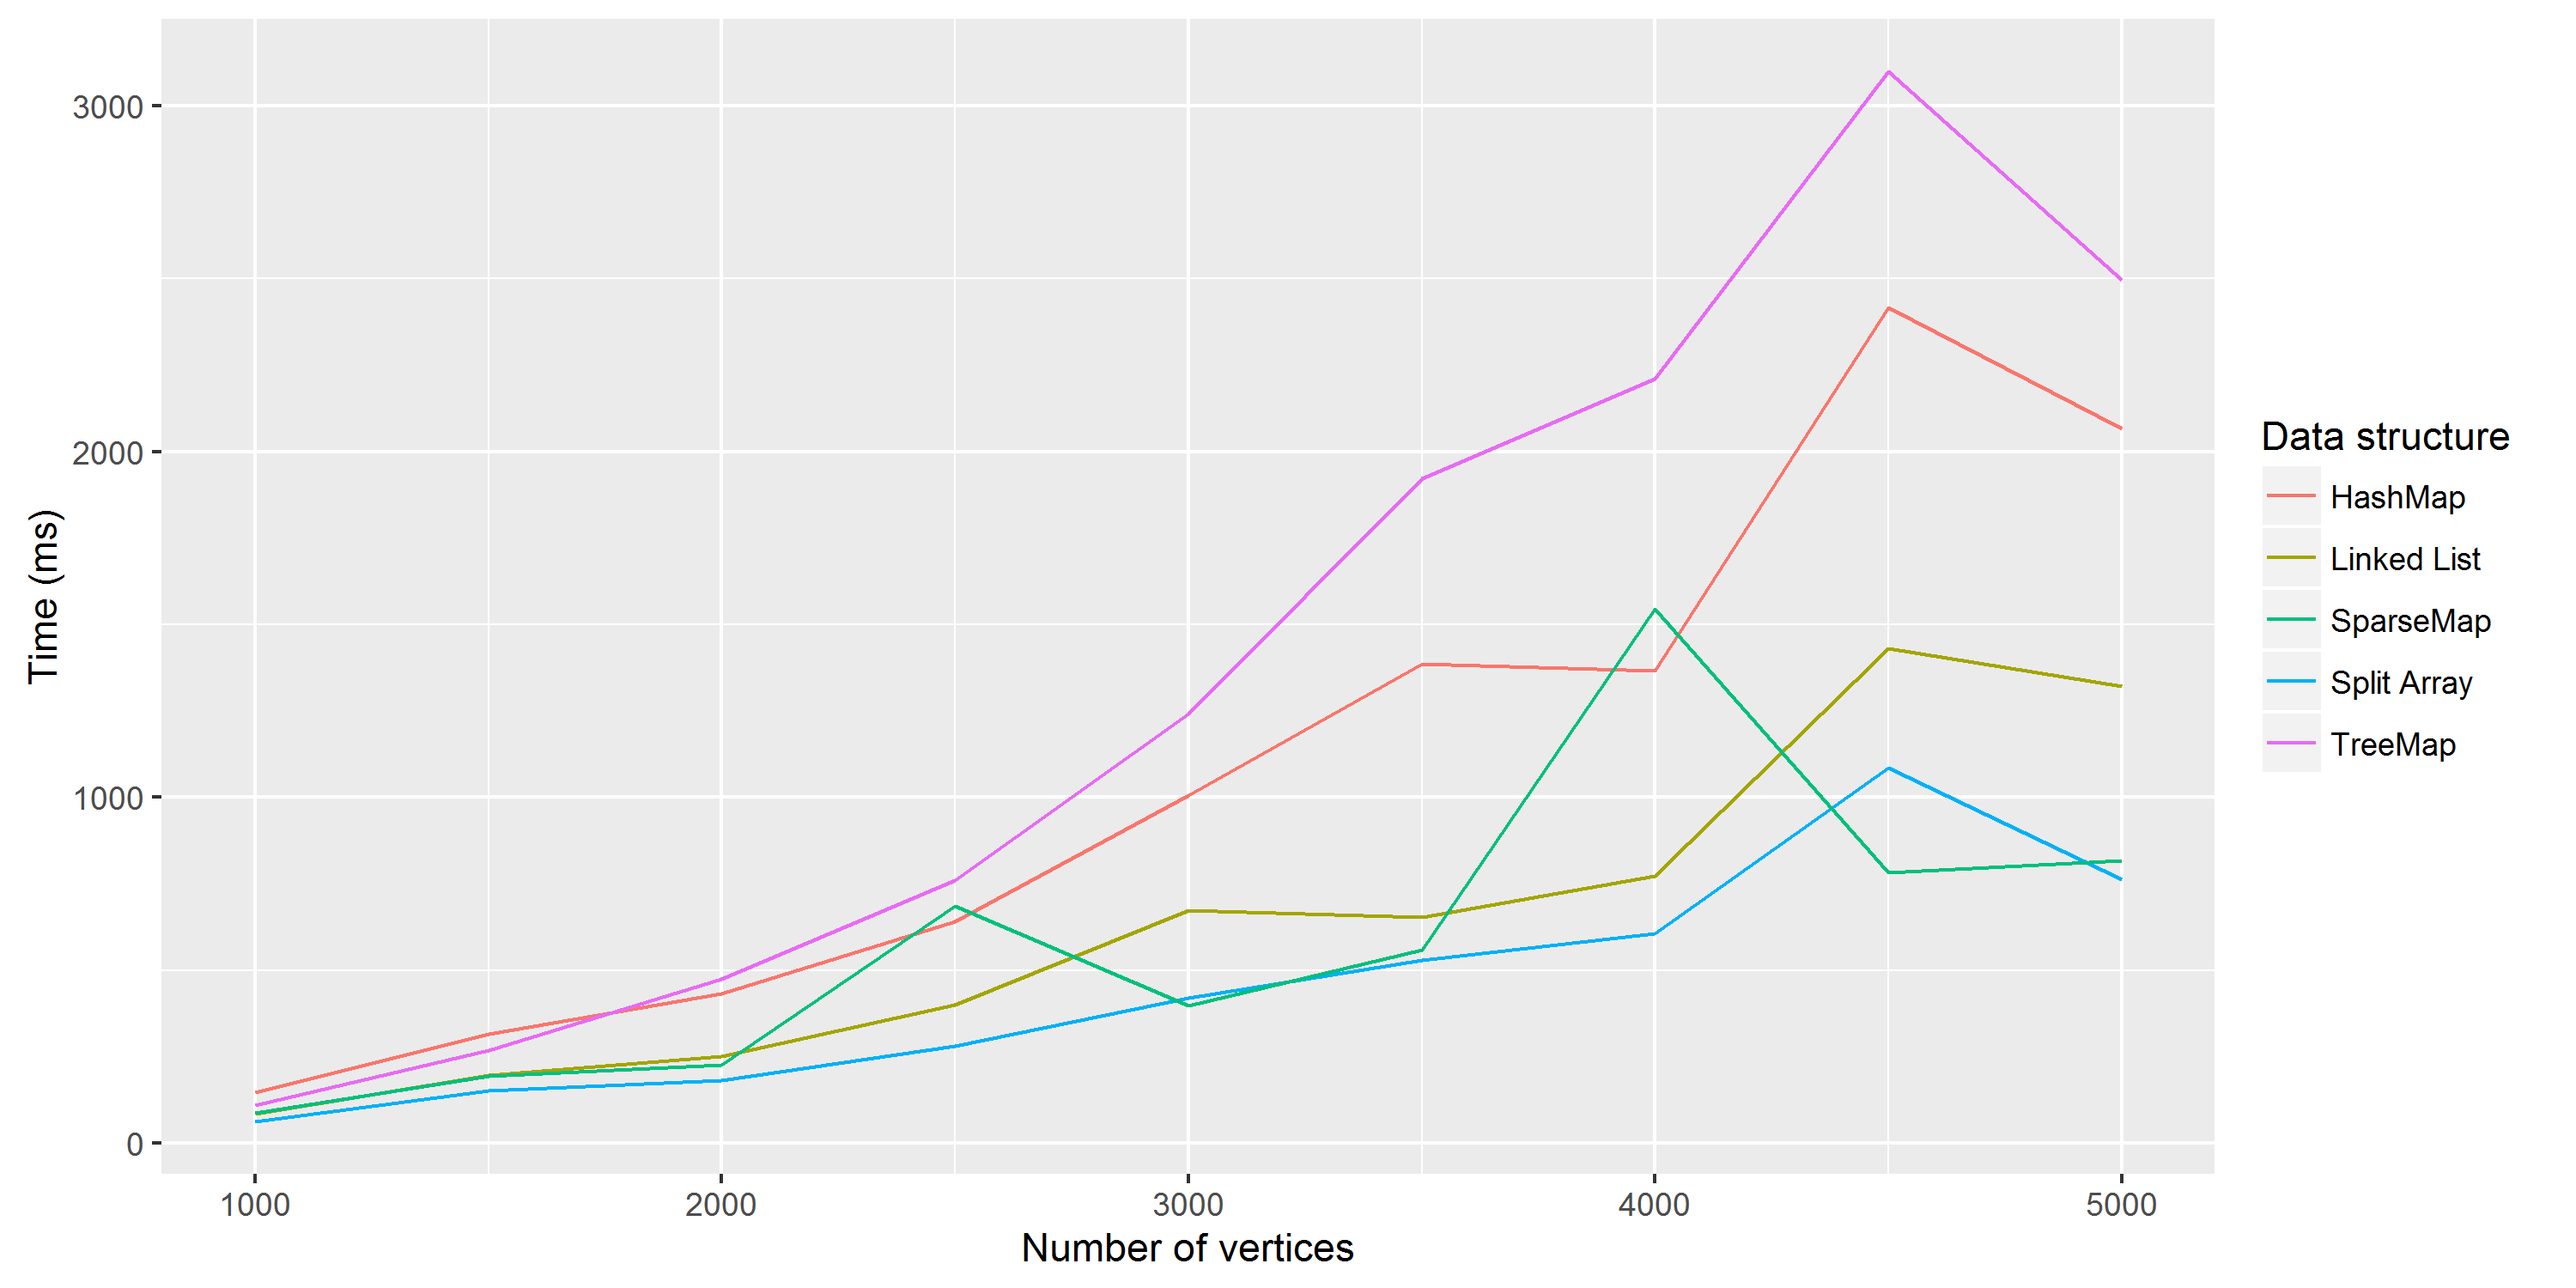 Time (ms)
3000
2000
1000
0
1000 2000 3000 4000 5000
Number of vertices
Data structure
HashMap
Linked List
SparseMap
Split Array
TreeMap